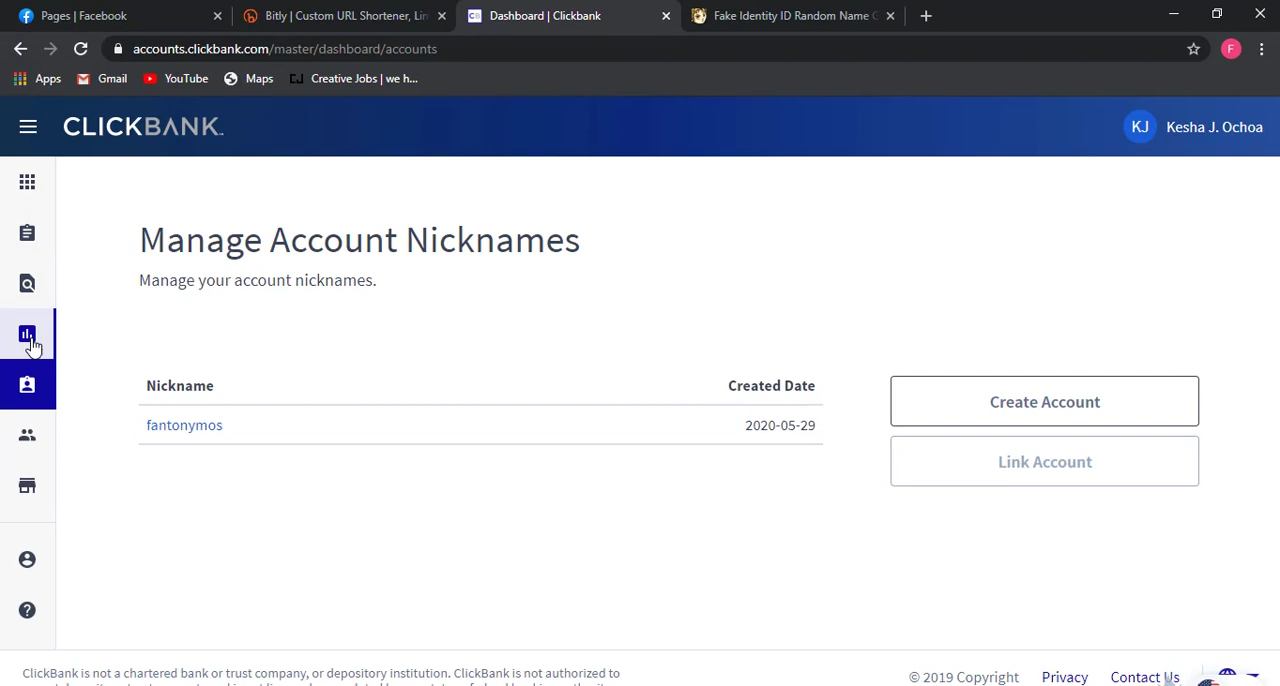 Pages | Facebook
Bitly | Custom URL Shortener, Lin
Dashboard | Clickbank
Fake Identity ID Random Name G
accounts.clickbank.com/master/dashboard/accounts
F
Apps
Gmail
YouTube
Maps
Creative Jobs | we h...
CLICKBANK
KJ
Kesha J. Ochoa
Manage Account Nicknames
Manage your account nicknames.
Nickname
Created Date
fantonymos
2020-05-29
Create Account
Link Account
ClickBank is not a chartered bank or trust company, or depository institution. ClickBank is not authorized to
© 2019 Copyright
Privacy
Contact Us